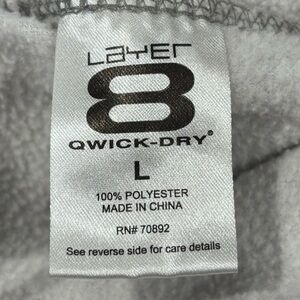 LAYER
8
QWICK-DRY®
L
100% POLYESTER
MADE IN CHINA
RN# 70892
See reverse side for care details